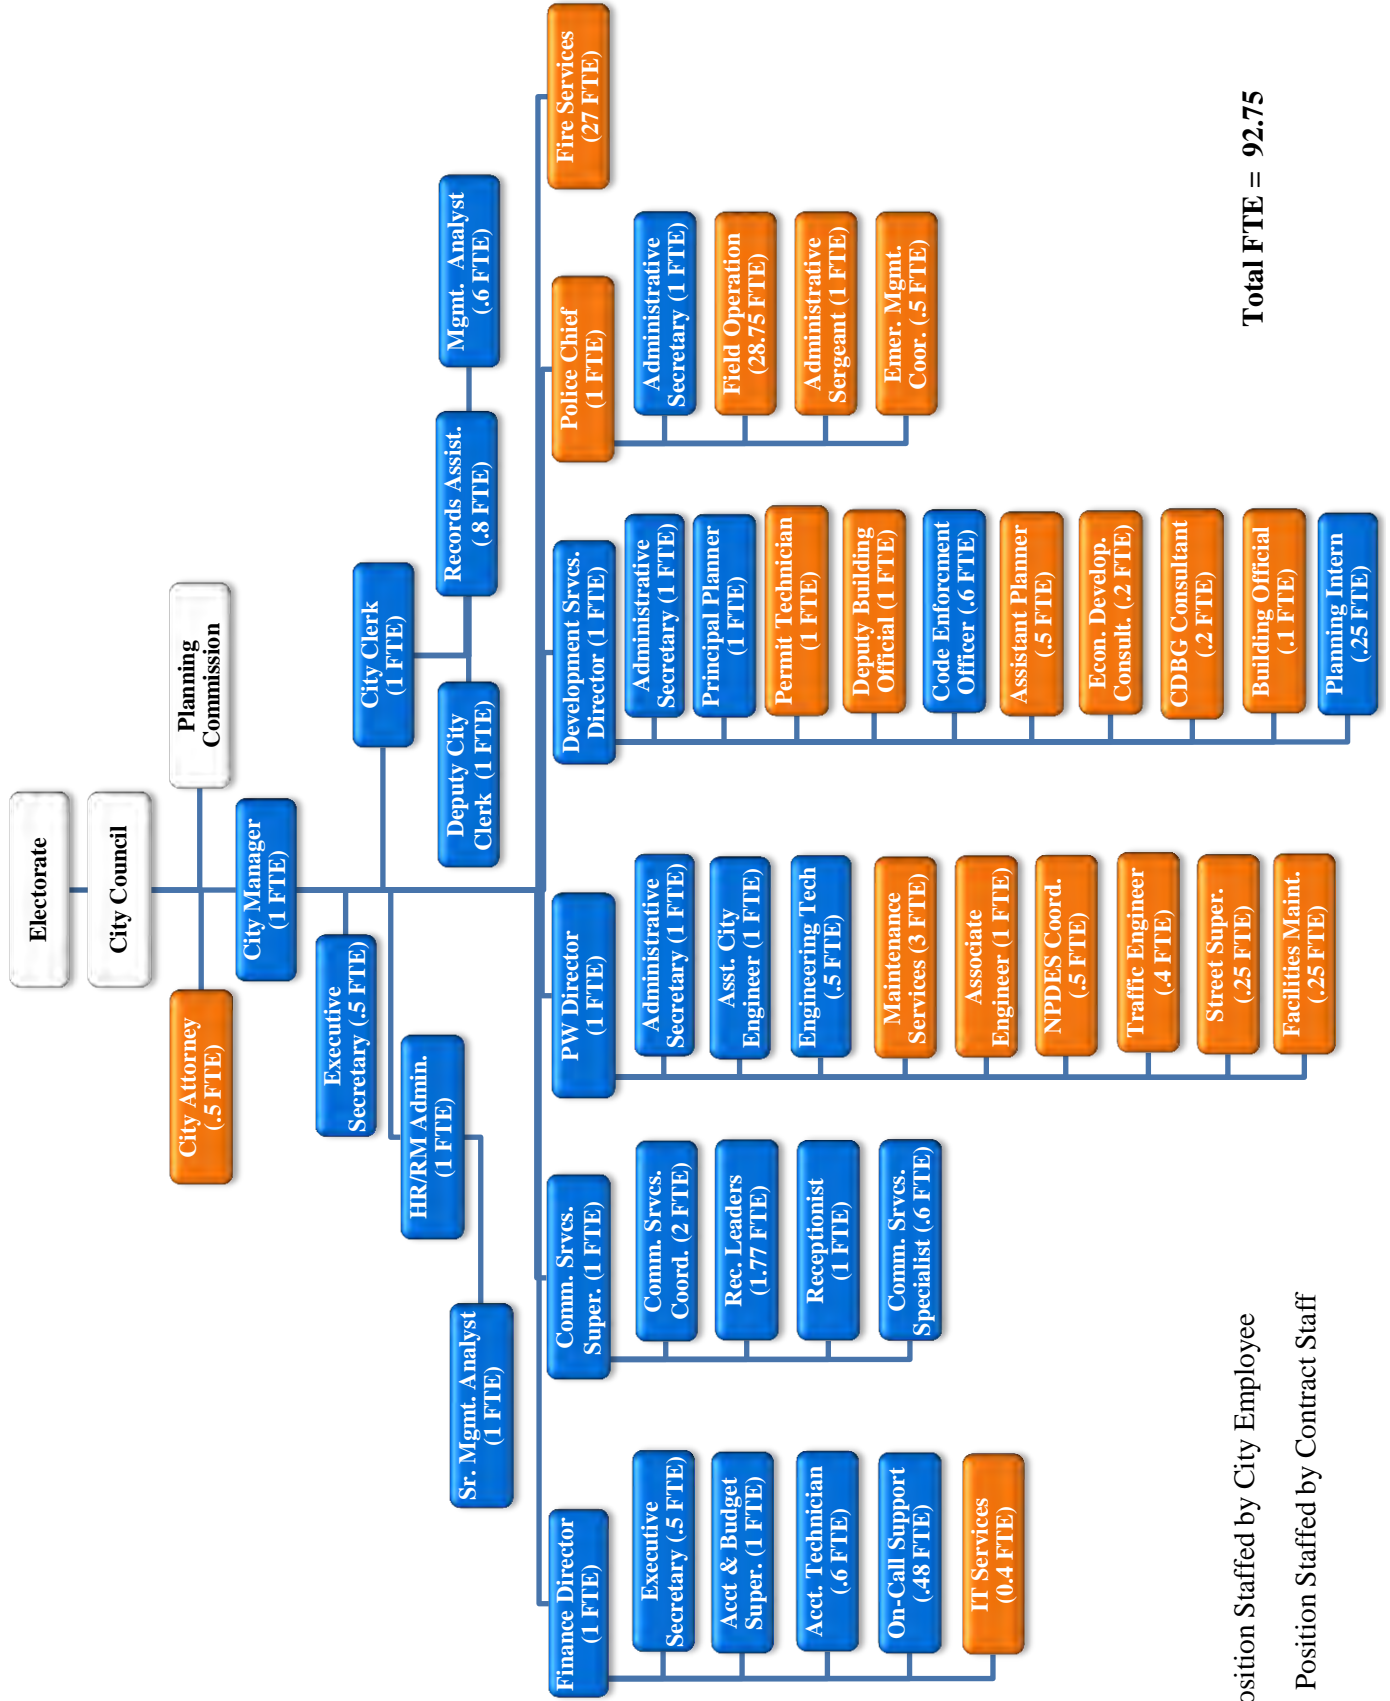 Electorate
City Council
Planning
Commission
City Attorney
(.5 FTE)
City Manager
(1 FTE)
Executive
Secretary (.5 FTE)
City Clerk
(1 FTE)
HR/RM Admin.
(1 FTE)
Sr. Mgmt. Analyst
(1 FTE)
Deputy City
Clerk (1 FTE)
Records Assist.
(.8 FTE)
Mgmt. Analyst
(.6 FTE)
Finance Director
(1 FTE)
Executive
Secretary (.5 FTE)
Acct & Budget
Super. (1 FTE)
Acct. Technician
(.6 FTE)
On-Call Support
(.48 FTE)
IT Services
(0.4 FTE)
Comm. Srvcs.
Super. (1 FTE)
Comm. Srvcs.
Coord. (2 FTE)
Rec. Leaders
(1.77 FTE)
Receptionist
(1 FTE)
Comm. Srvcs.
Specialist (.6 FTE)
PW Director
(1 FTE)
Administrative
Secretary (1 FTE)
Asst. City
Engineer (1 FTE)
Engineering Tech
(.5 FTE)
Maintenance
Services (3 FTE)
Associate
Engineer (1 FTE)
NPDES Coord.
(.5 FTE)
Traffic Engineer
(.4 FTE)
Street Super.
(.25 FTE)
Facilities Maint.
(.25 FTE)
Development Srvcs.
Director (1 FTE)
Administrative
Secretary (1 FTE)
Principal Planner
(1 FTE)
Permit Technician
(1 FTE)
Deputy Building
Official (1 FTE)
Code Enforcment
Officer (.6 FTE)
Assistant Planner
(.5 FTE)
Econ. Develop.
Consult. (.2 FTE)
CDBG Consultant
(.2 FTE)
Building Official
(.1 FTE)
Planning Intern
(.25 FTE)
Police Chief
(1 FTE)
Administrative
Secretary (1 FTE)
Field Operation
(28.75 FTE)
Administrative
Sergeant (1 FTE)
Emer. Mgmt.
Coor. (.5 FTE)
Fire Services
(27 FTE)
osition Staffed by City Employee
Position Staffed by Contract Staff
Total FTE = 92.75